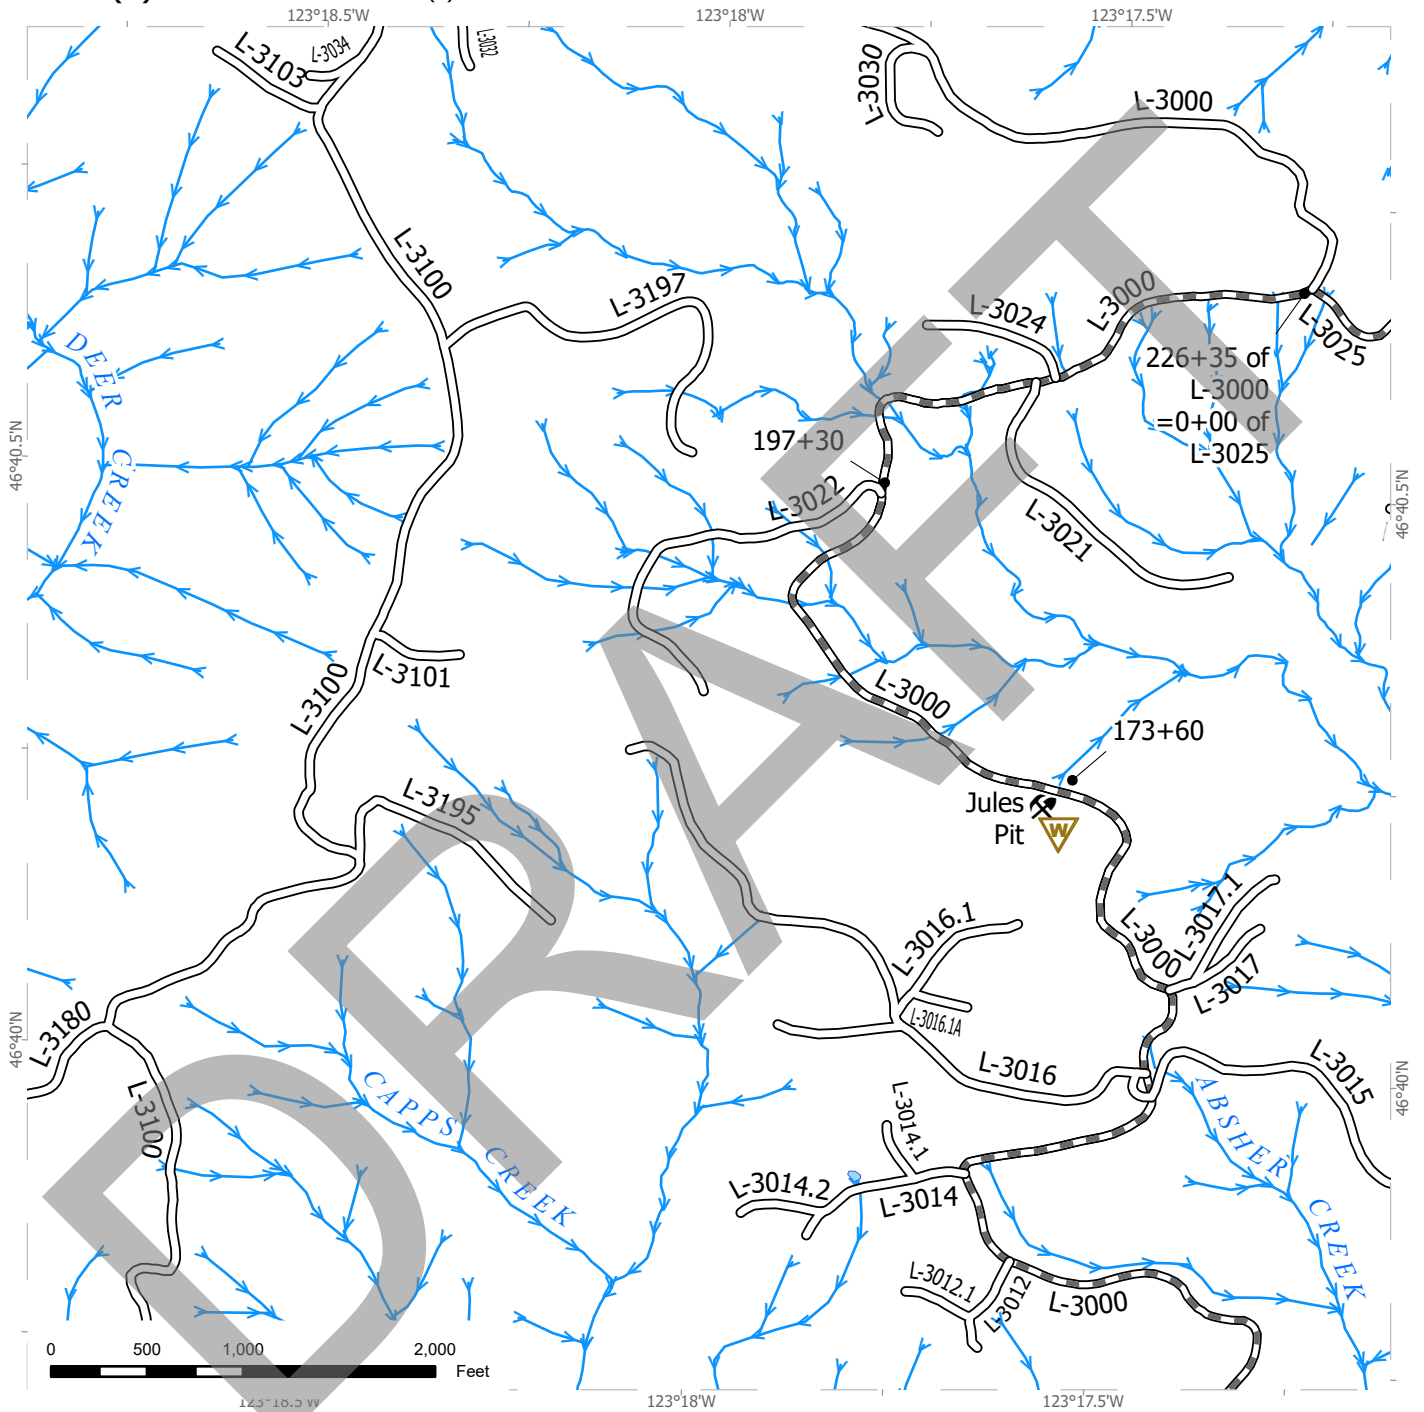 123°18.5'W
123°18'W
123°17.5'W
L-3103
L-3034
L-3032
L-3030
L-3000
L-3100
L-3197
L-3024
L-3000
L-3025
226+35 of
L-3000
=0+00 of
L-3025
DEER
CREEK
197+30
L-3022
L-3021
46°40.5'N
46°40.5'N
L-3101
L-3100
L-3000
173+60
Jules
Pit
W
L-3195
L-3016.1
L-3017.1
L-3000
L-3017
L-3016.1A
L-3180
L-3100
46°40'N
46°40'N
L-3016
L-3015
CAPPS
CREEK
ABSHER
CREEK
L-3014.1
L-3014.2
L-3014
L-3012.1
L-3012
L-3000
DRAFT
0 500 1,000 2,000
Feet
123°18.5'W
123°18'W
123°17.5'W